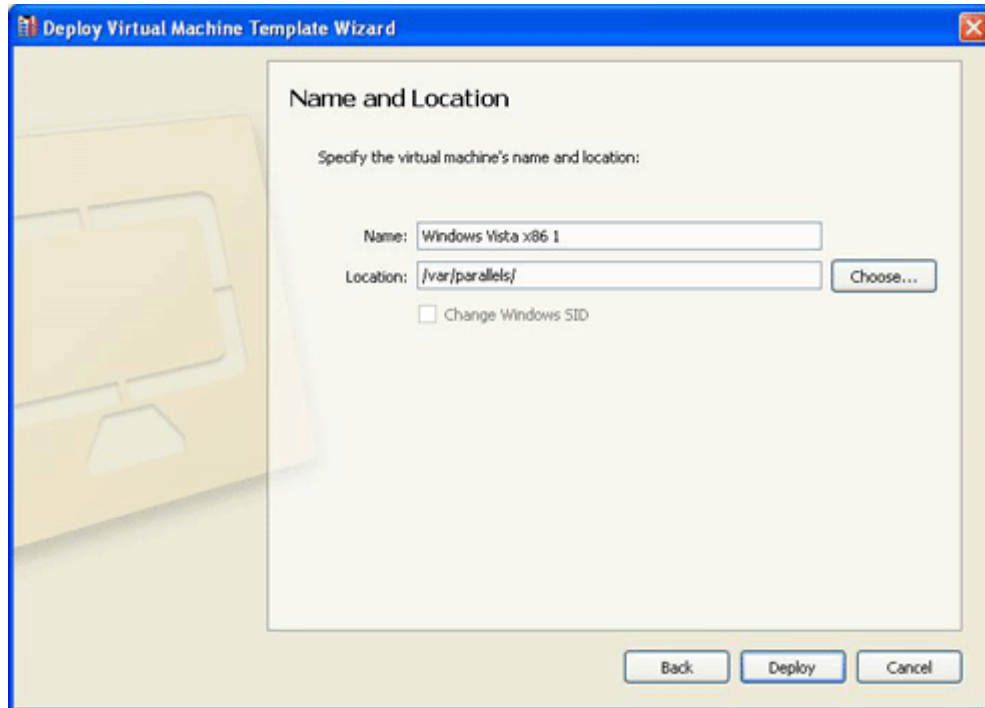 Deploy Virtual Machine Template Wizard
Name and Location
Specify the virtual machine's name and location:
Name: Windows Vista x86 1
Location: /var/parallels/ Choose...
Change Windows SID
Back Deploy Cancel